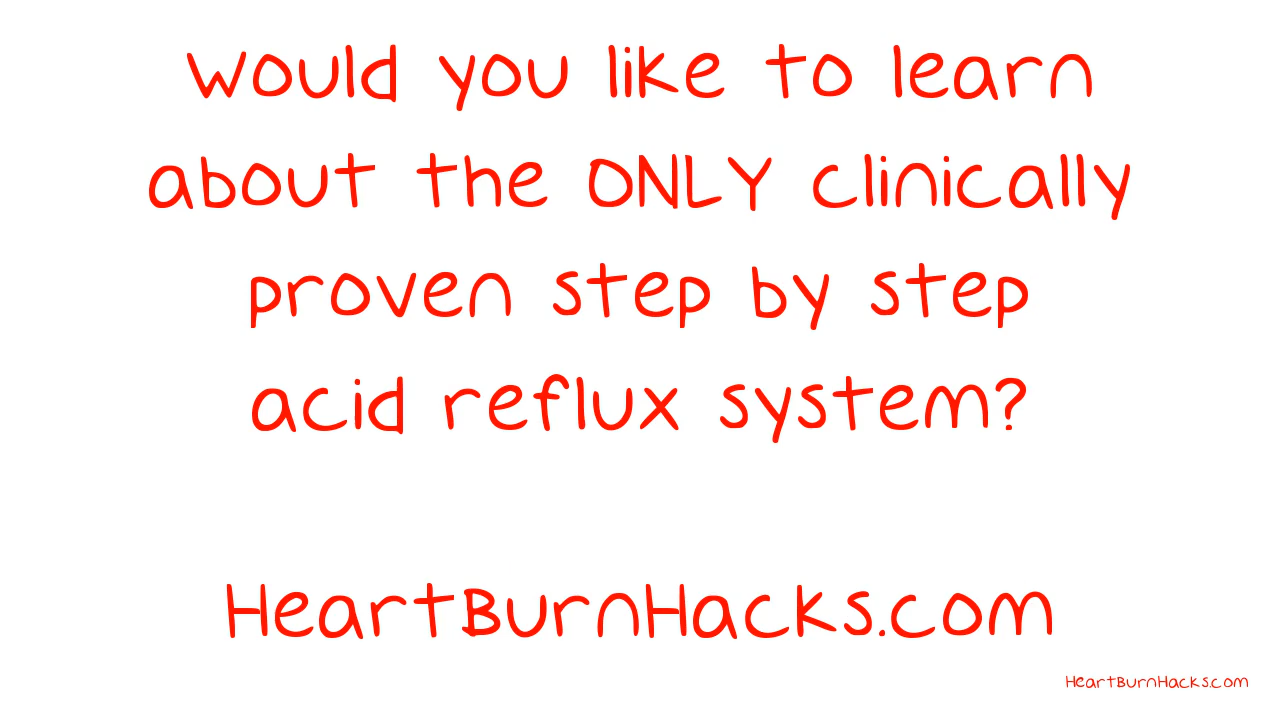 Would you like to learn
about the ONLY clinically
proven step by step
acid reflux system?
HeartBurnHacks.com
HeartBurnHacks.com